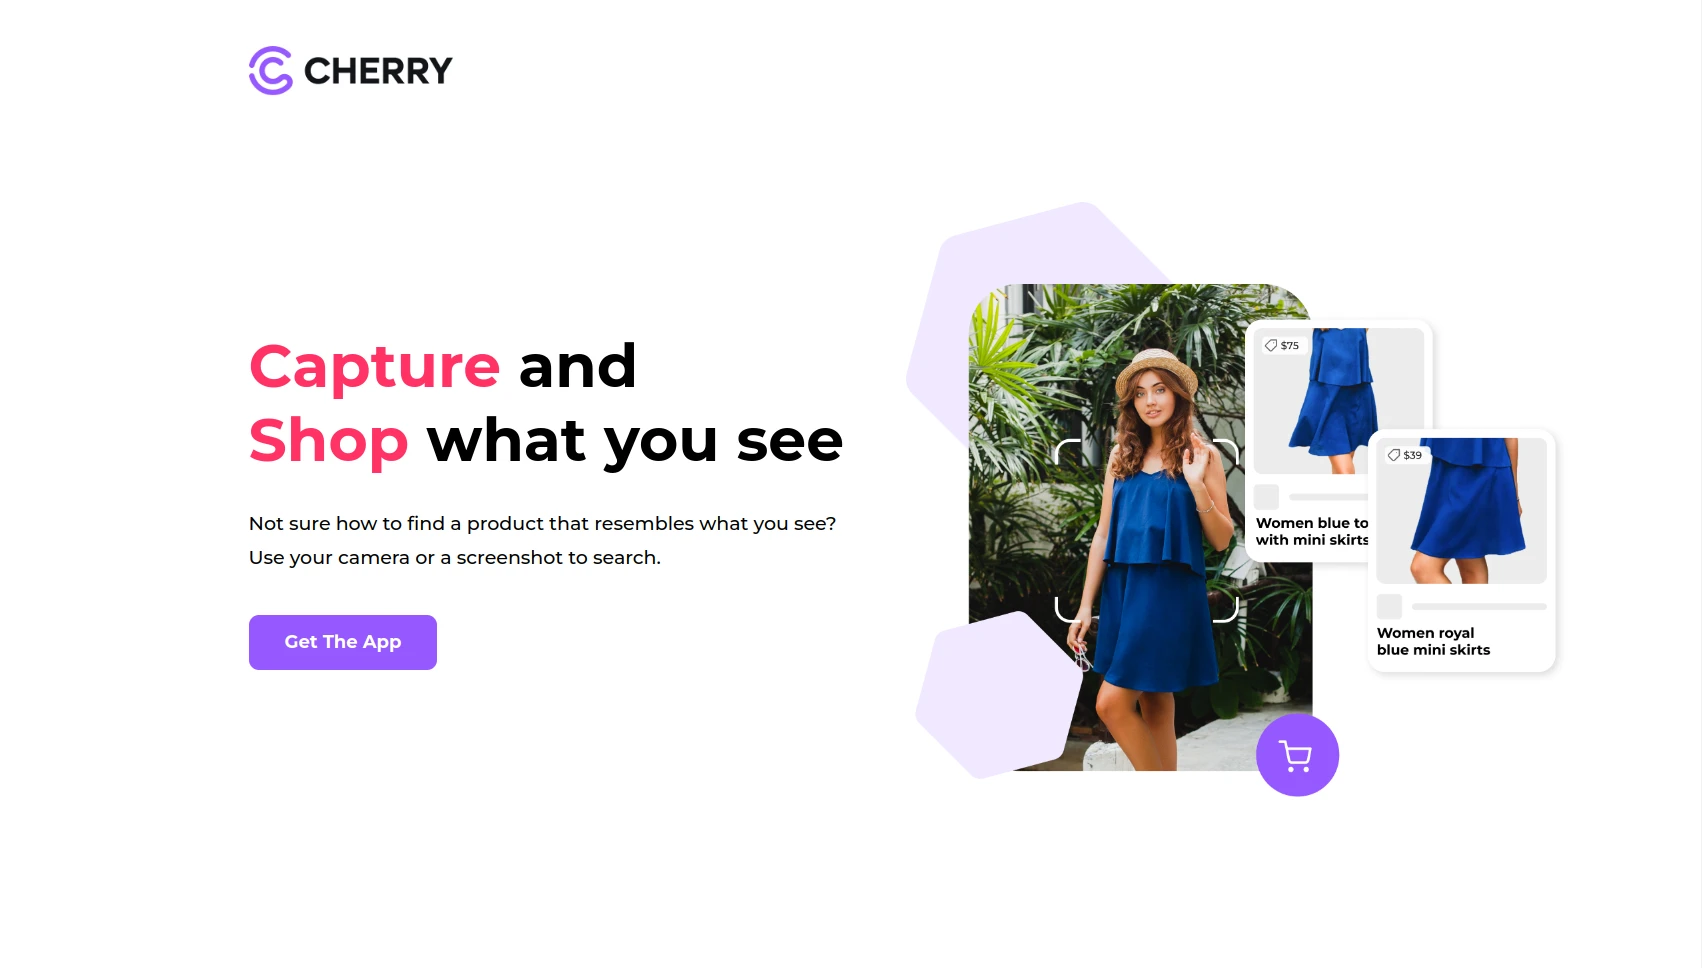 CHERRY
Capture and
Shop what you see
Not sure how to find a product that resembles what you see?
Use your camera or a screenshot to search.
Get The App
$75
Women blue to
with mini skirts
$39
Women royal
blue mini skirts